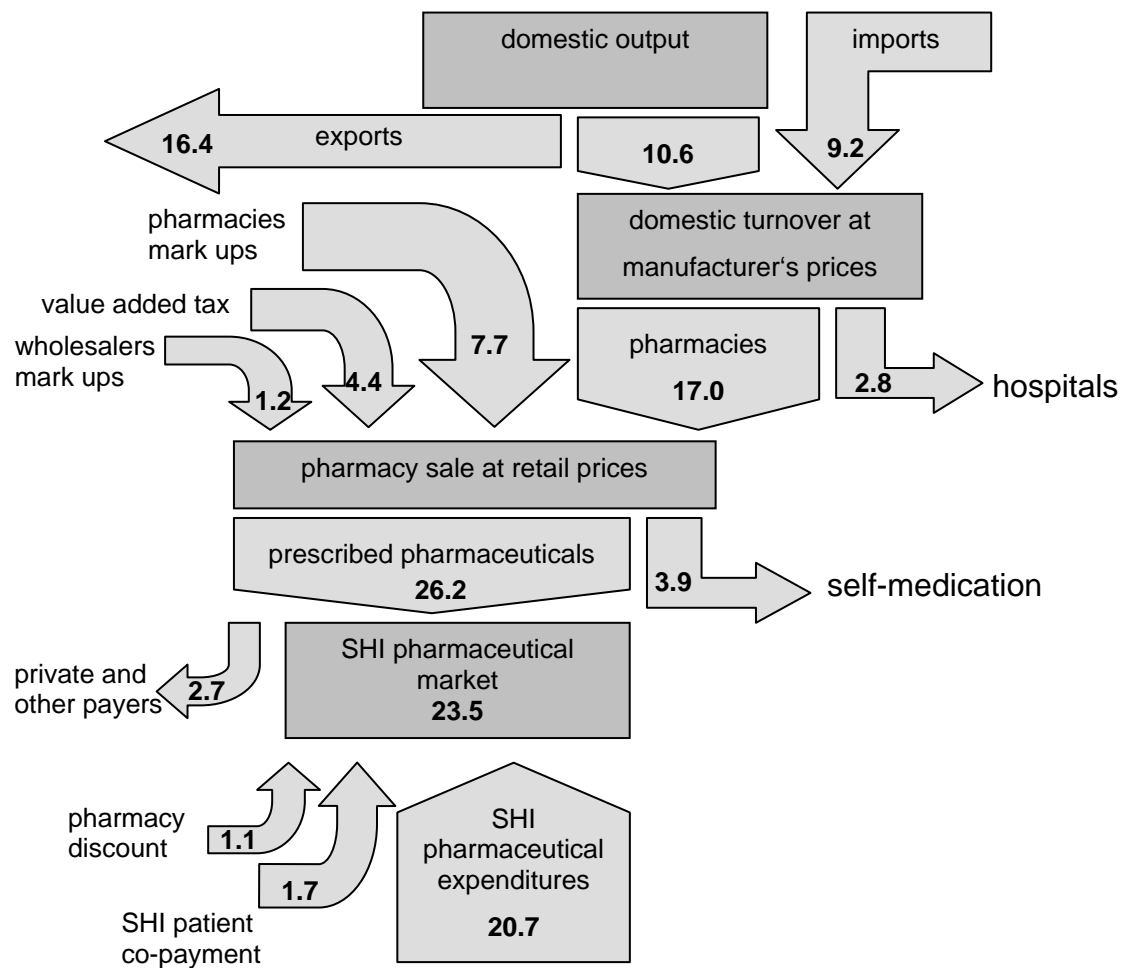 domestic output
imports
exports
16.4
10.6
9.2
pharmacies
mark ups
domestic turnover at
manufacturer‘s prices
value added tax
wholesalers
mark ups
7.7
pharmacies
17.0
2.8
hospitals
4.4
1.2
pharmacy sale at retail prices
prescribed pharmaceuticals
26.2
3.9
self-medication
SHI pharmaceutical
market
23.5
private and
other payers
2.7
pharmacy
discount
1.1
SHI
pharmaceutical
expenditures
20.7
1.7
SHI patient
co-payment